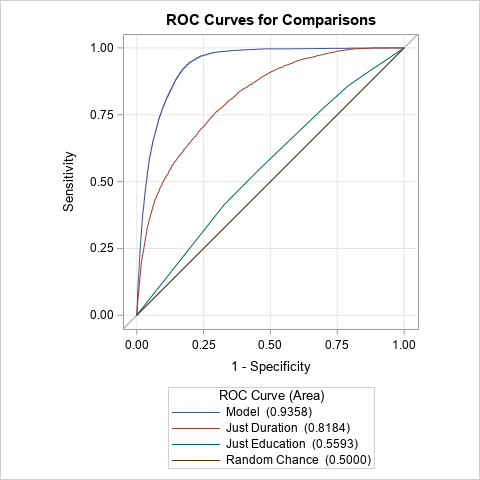 ROC Curves for Comparisons
1.00
0.75
0.50
0.25
0.00
Sensitivity
0.00 0.25 0.50 0.75 1.00
1 - Specificity
ROC Curve (Area)
Model (0.9358)
Just Duration (0.8184)
Just Education (0.5593)
Random Chance (0.5000)